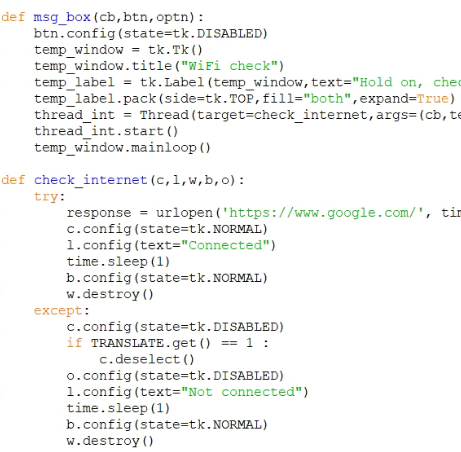 def msg_box(cb,btn,optn):
    btn.config(state=tk.DISABLED)
    temp_window = tk.Tk()
    temp_window.title("WiFi check")
    temp_label = tk.Label(temp_window,text="Hold on, chec
    temp_label.pack(side=tk.TOP,fill="both",expand=True)
    thread_int = Thread(target=check_internet,args=(cb,te
    thread_int.start()
    temp_window.mainloop()

def check_internet(c,l,w,b,o):
    try:
        response = urlopen('https://www.google.com/', tim
        c.config(state=tk.NORMAL)
        l.config(text="Connected")
        time.sleep(1)
        b.config(state=tk.NORMAL)
        w.destroy()
    except:
        c.config(state=tk.DISABLED)
        if TRANSLATE.get() == 1 :
            c.deselect()
        o.config(state=tk.DISABLED)
        l.config(text="Not connected")
        time.sleep(1)
        b.config(state=tk.NORMAL)
        w.destroy()